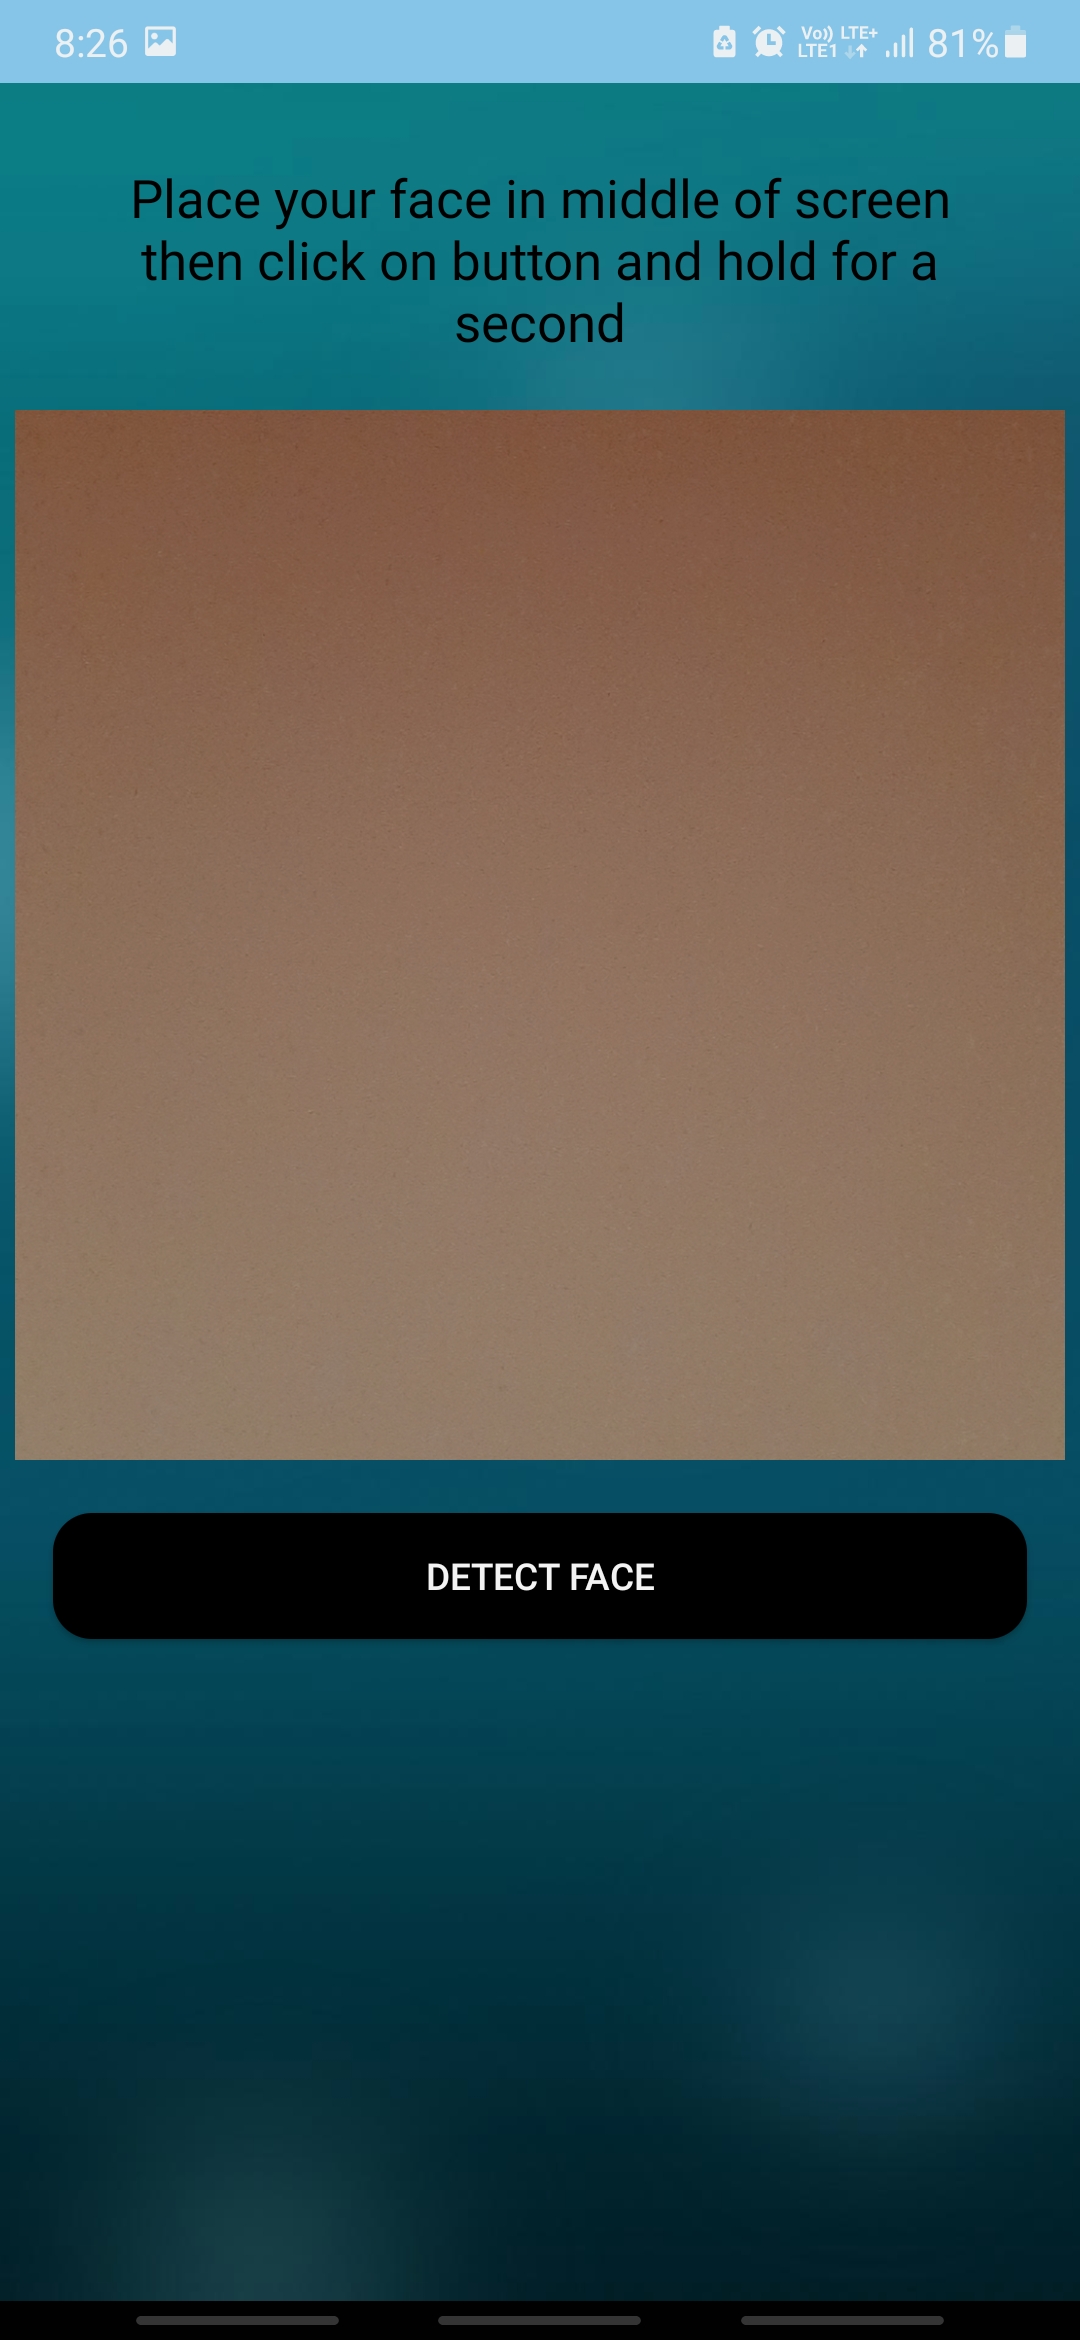 8:26 Vo)) LTE+ 81%
LTE1
Place your face in middle of screen
then click on button and hold for a
second
DETECT FACE